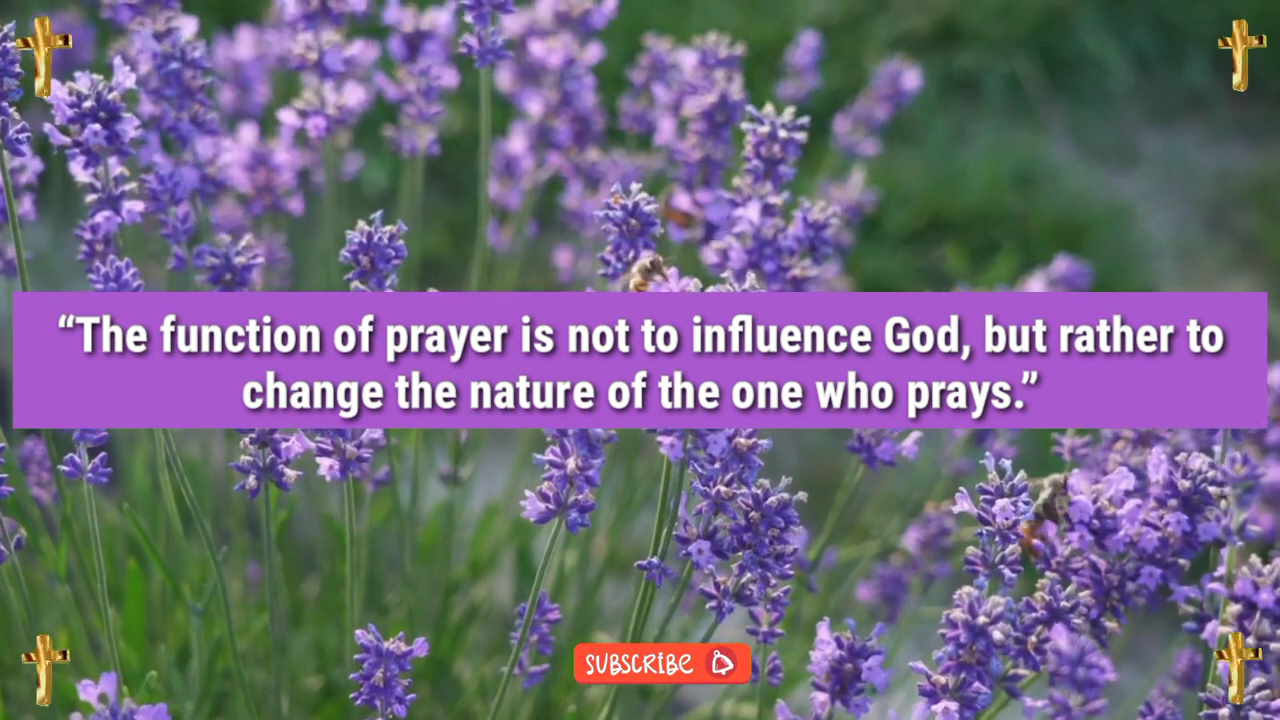 “The function of prayer is not to influence God, but rather to
change the nature of the one who prays.”
SUBSCRIBE